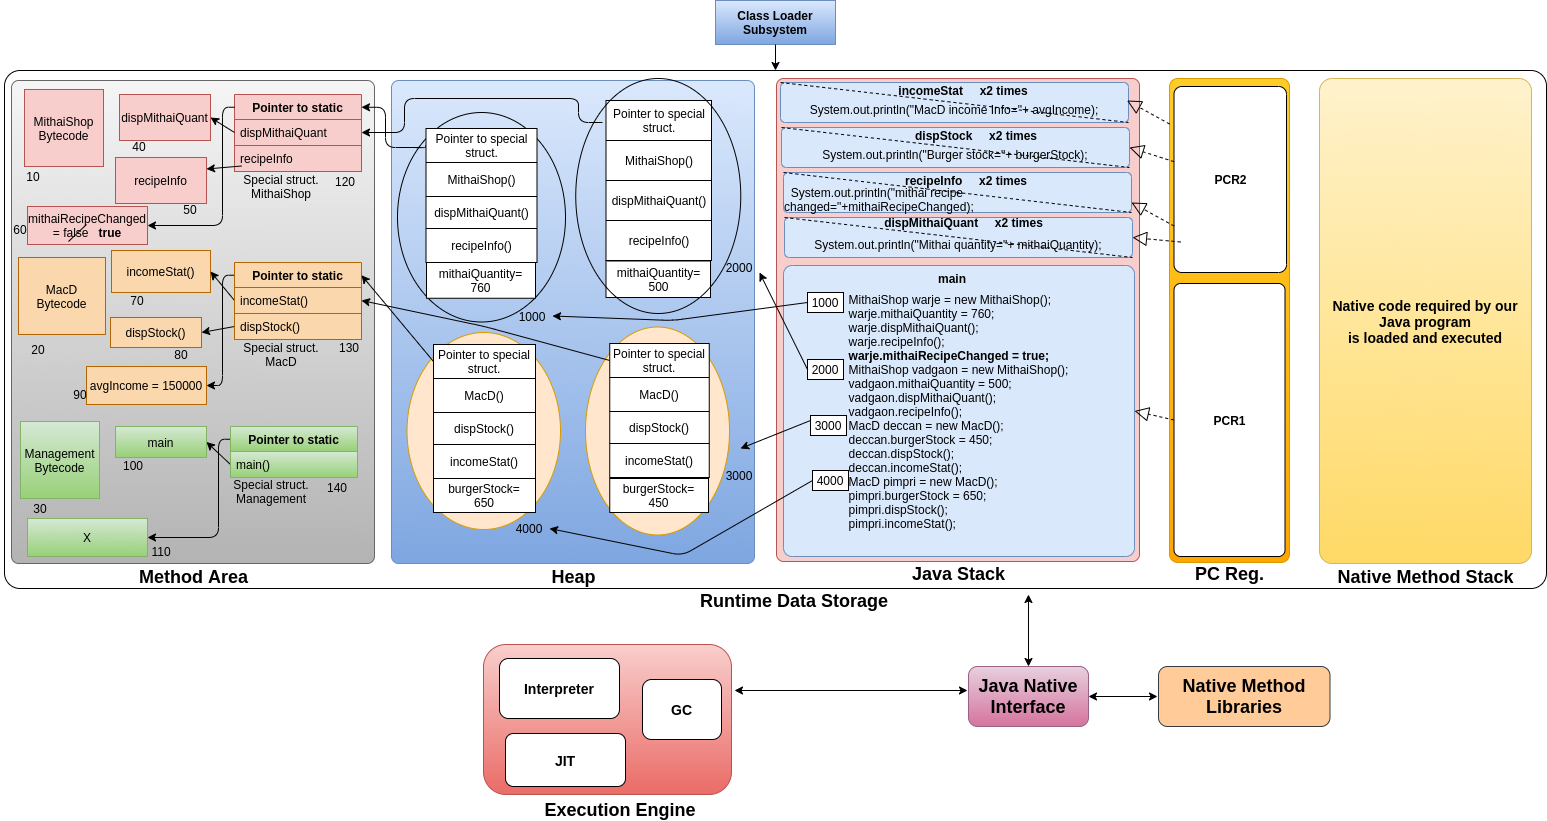 Class Loader
Subsystem
MithaiShop
Bytecode
10
dispMithaiQuant
40
recipeInfo
50
mithaiRecipeChanged
= false true
60
Pointer to static
dispMithaiQuant
recipeInfo
Special struct.
MithaiShop
120
MacD
Bytecode
20
incomeStat()
70
dispStock()
80
avgIncome = 150000
90
Pointer to static
incomeStat()
dispStock()
Special struct.
MacD
130
Management
Bytecode
30
main
100
X
110
Pointer to static
main()
Special struct.
Management
140
Method Area
Pointer to special
struct.
MithaiShop()
dispMithaiQuant()
recipeInfo()
mithaiQuantity=
760
1000
Pointer to special
struct.
MithaiShop()
dispMithaiQuant()
recipeInfo()
mithaiQuantity=
500
2000
Pointer to special
struct.
MacD()
dispStock()
incomeStat()
burgerStock=
650
4000
Pointer to special
struct.
MacD()
dispStock()
incomeStat()
burgerStock=
450
3000
Heap
incomeStat x2 times
System.out.println("MacD income Info="+ avgIncome);
dispStock x2 times
System.out.println("Burger stock="+ burgerStock);
recipeInfo x2 times
System.out.println("mithai recipe
changed="+mithaiRecipeChanged);
dispMithaiQuant x2 times
System.out.println("Mithai quantity="+ mithaiQuantity);
main
1000
2000
3000
4000
MithaiShop warje = new MithaiShop();
warje.mithaiQuantity = 760;
warje.dispMithaiQuant();
warje.recipeInfo();
warje.mithaiRecipeChanged = true;
MithaiShop vadgaon = new MithaiShop();
vadgaon.mithaiQuantity = 500;
vadgaon.dispMithaiQuant();
vadgaon.recipeInfo();
MacD deccan = new MacD();
deccan.burgerStock = 450;
deccan.dispStock();
deccan.incomeStat();
MacD pimpri = new MacD();
pimpri.burgerStock = 650;
pimpri.dispStock();
pimpri.incomeStat();
Java Stack
PCR2
PCR1
PC Reg.
Native code required by our
Java program
is loaded and executed
Native Method Stack
Runtime Data Storage
Interpreter
GC
JIT
Execution Engine
Java Native
Interface
Native Method
Libraries